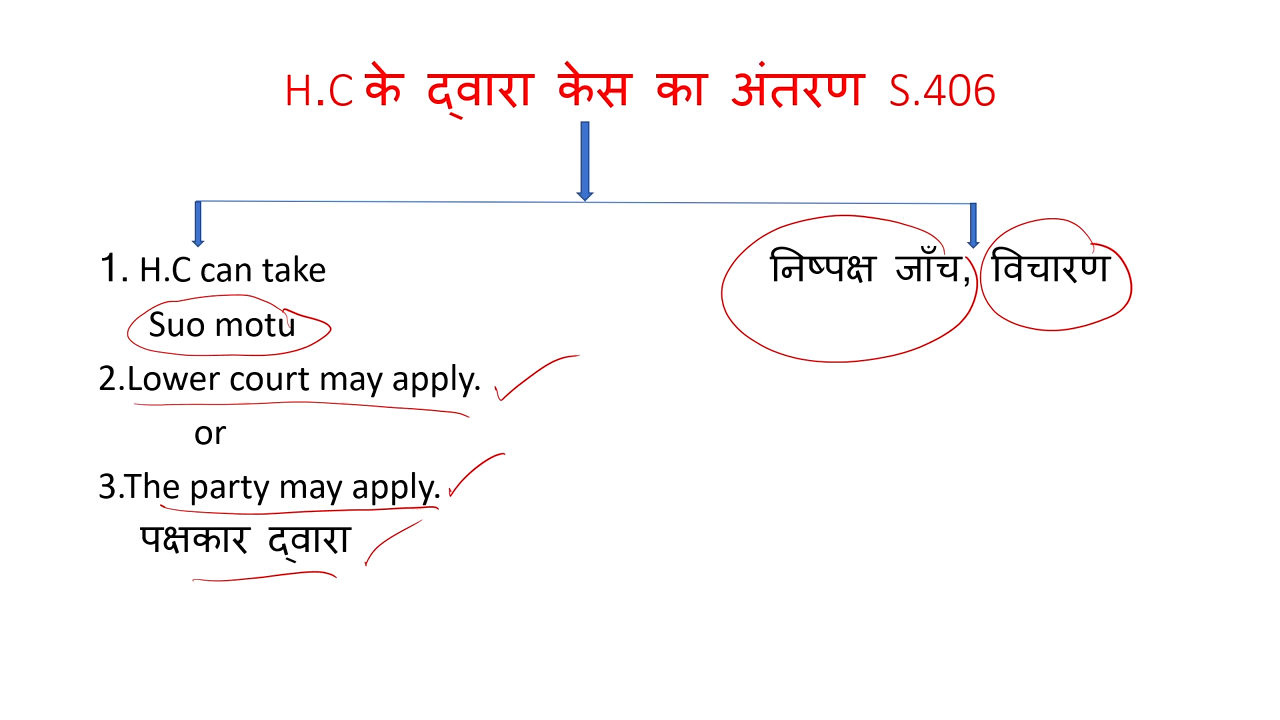 H.C के द्वारा केस का अंतरण S.406
1. H.C can take
Suo motu
2.Lower court may apply.
or
3.The party may apply.
पक्षकार द्वारा
निष्पक्ष जाँच, विचारण